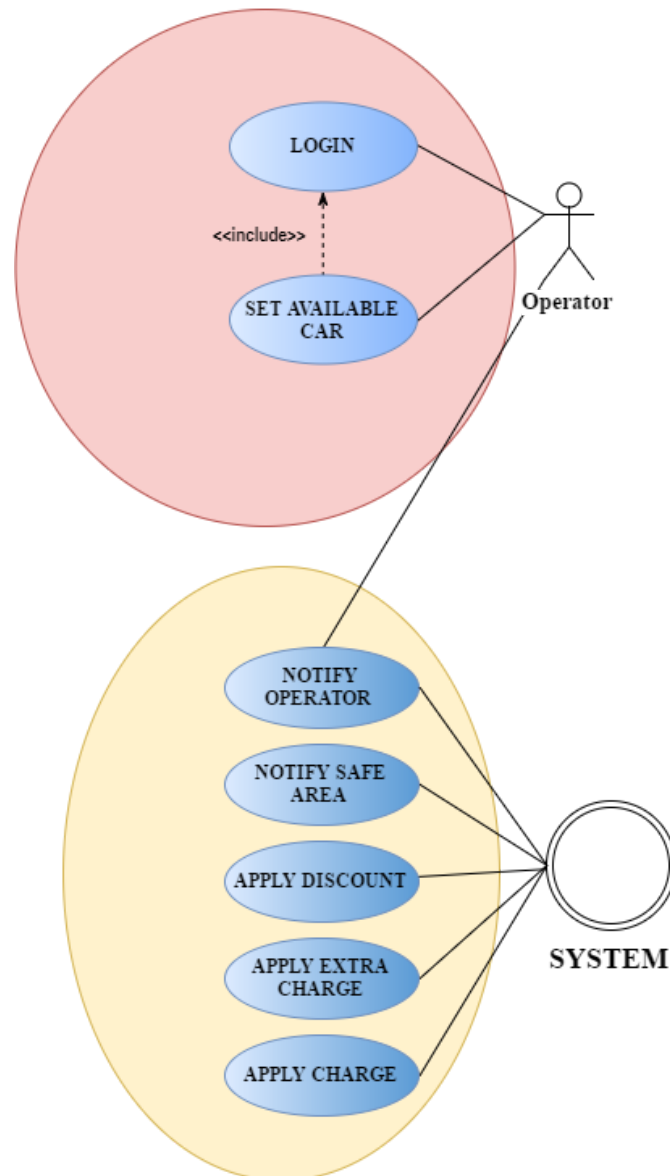 LOGIN
<<include>>
SET AVAILABLE
CAR
Operator
NOTIFY
OPERATOR
NOTIFY SAFE
AREA
APPLY DISCOUNT
SYSTEM
APPLY EXTRA
CHARGE
APPLY CHARGE